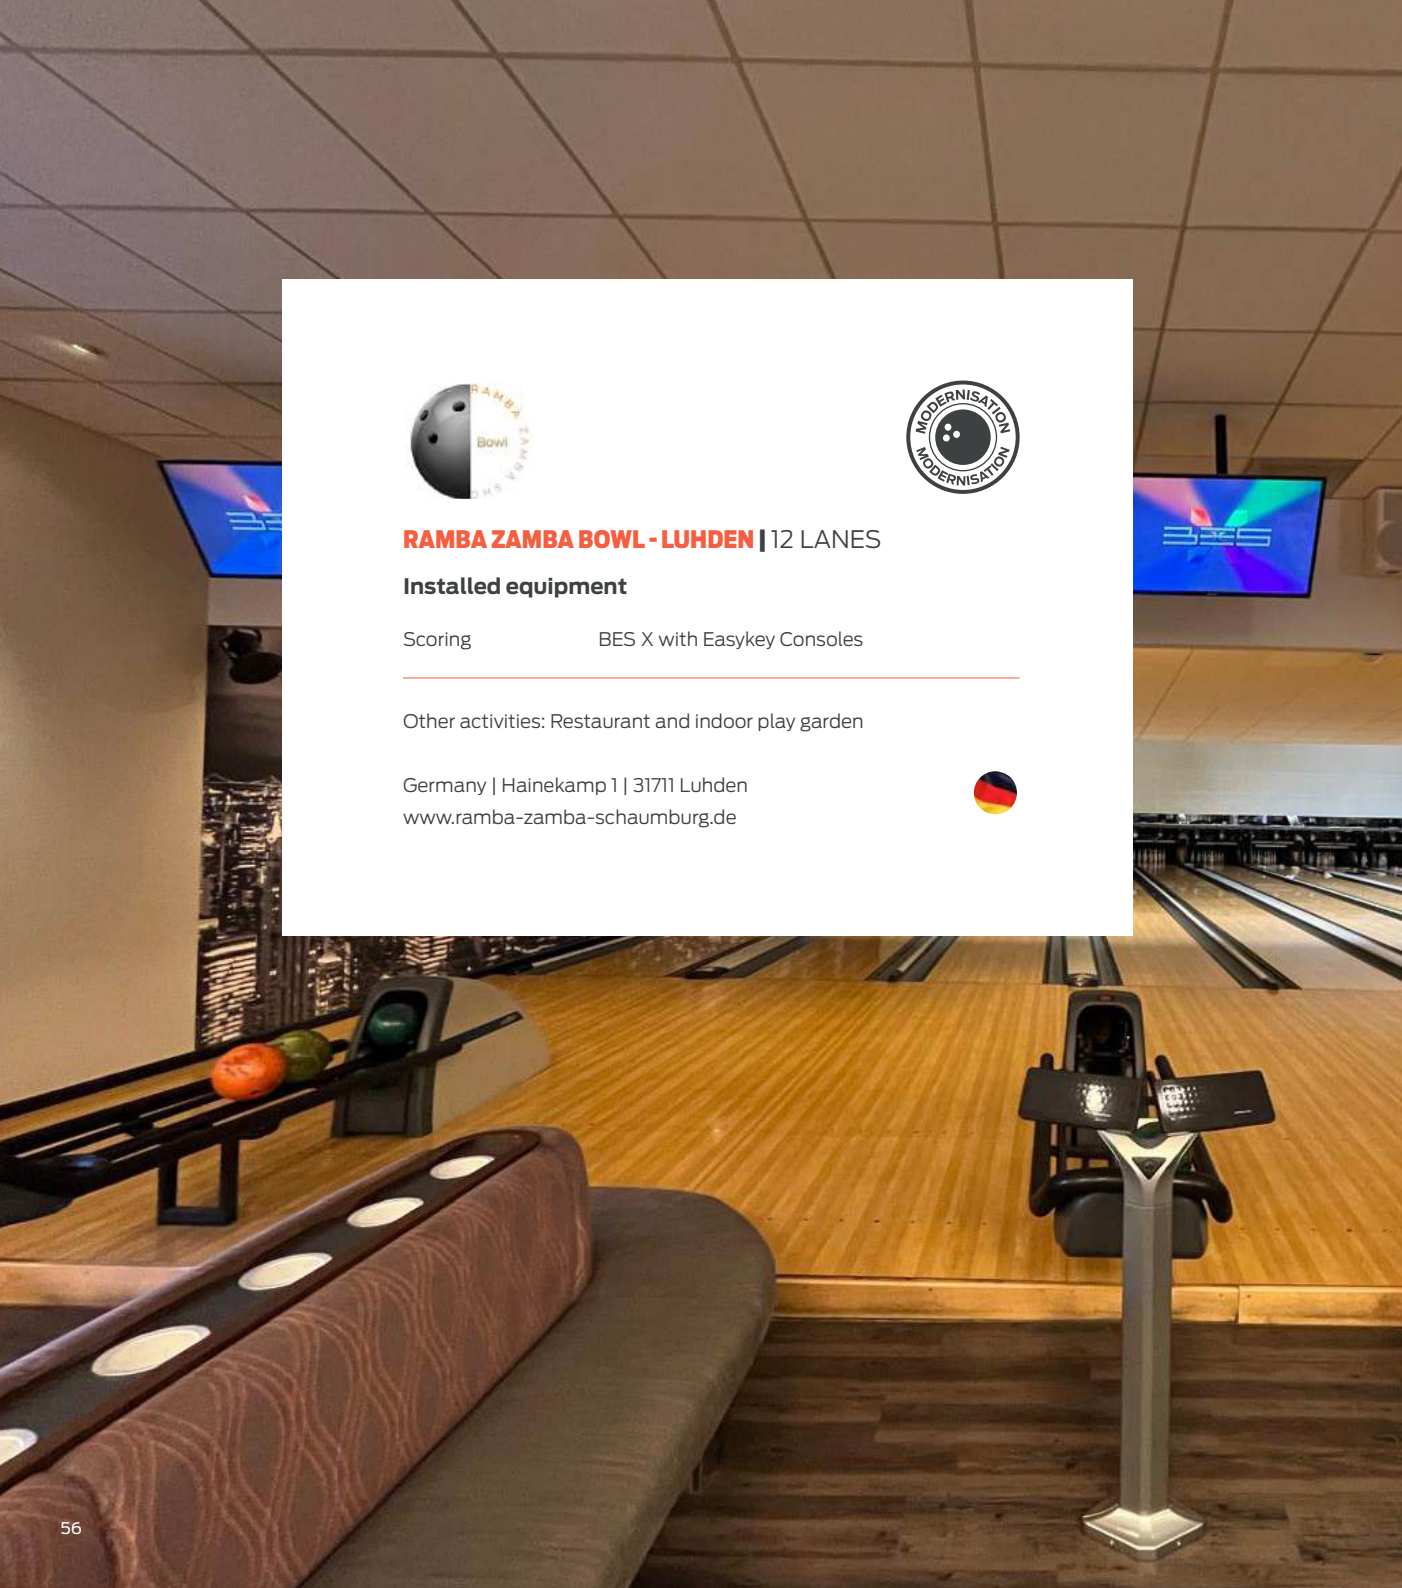 RAMBA ZAMBA
Bowl
MODERNISATION
MODERNISATION
RAMBA ZAMBA BOWL - LUHDEN | 12 LANES
Installed equipment
Scoring BES X with Easykey Consoles
Other activities: Restaurant and indoor play garden
Germany | Hainekamp 1 | 31711 Luhden
www.ramba-zamba-schaumburg.de
BES
56